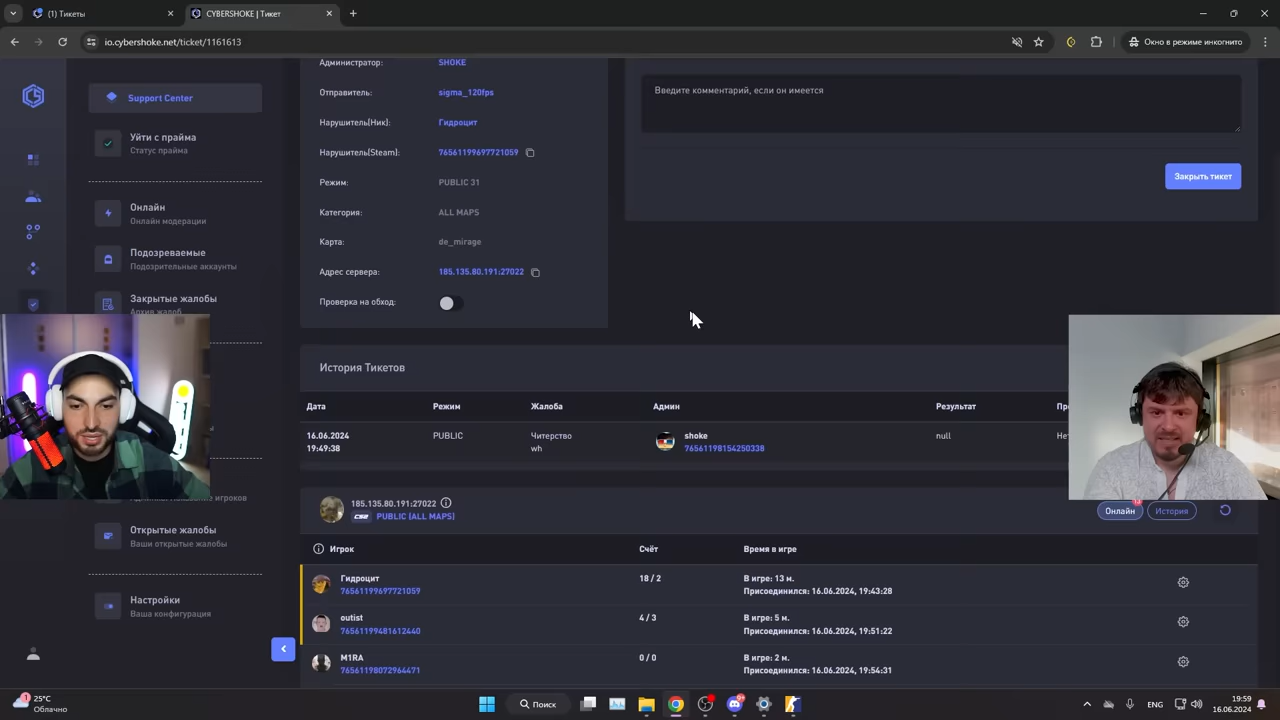 (1) Тикеты
CYBERSHOKE | Тикет
io.cybershoke.net/ticket/1161613
Окно в режиме инкогнито
Support Center
Уйти с прайма
Статус прайма
Онлайн
Онлайн модерации
Подозреваемые
Подозрительные аккаунты
Закрытые жалобы
Архив жалоб
Открытые жалобы
Ваши открытые жалобы
Настройки
Ваша конфигурация
Администратор: SHOKE
Отправитель: sigma_120fps
Нарушитель(Ник): Гидроцит
Нарушитель(Steam): 76561199697721059
Режим: PUBLIC 31
Категория: ALL MAPS
Карта: de_mirage
Адрес сервера: 185.135.80.191:27022
Проверка на обход:
Введите комментарий, если он имеется
Закрыть тикет
История Тикетов
Дата Режим Жалоба Админ Результат
16.06.2024 PUBLIC Читерство shoke null
19:49:38 wh 76561198154250338
185.135.80.191:27022
CS2 PUBLIC (ALL MAPS)
13
Онлайн История
Игрок Счёт Время в игре
Гидроцит 18 / 2 В игре: 13 м.
76561199697721059 Присоединился: 16.06.2024, 19:43:28
outist 4 / 3 В игре: 5 м.
76561199481612440 Присоединился: 16.06.2024, 19:51:22
M1RA 0 / 0 В игре: 2 м.
76561198072964471 Присоединился: 16.06.2024, 19:54:31
1
25°C
Облачно
Поиск
ENG
19:59
16.06.2024